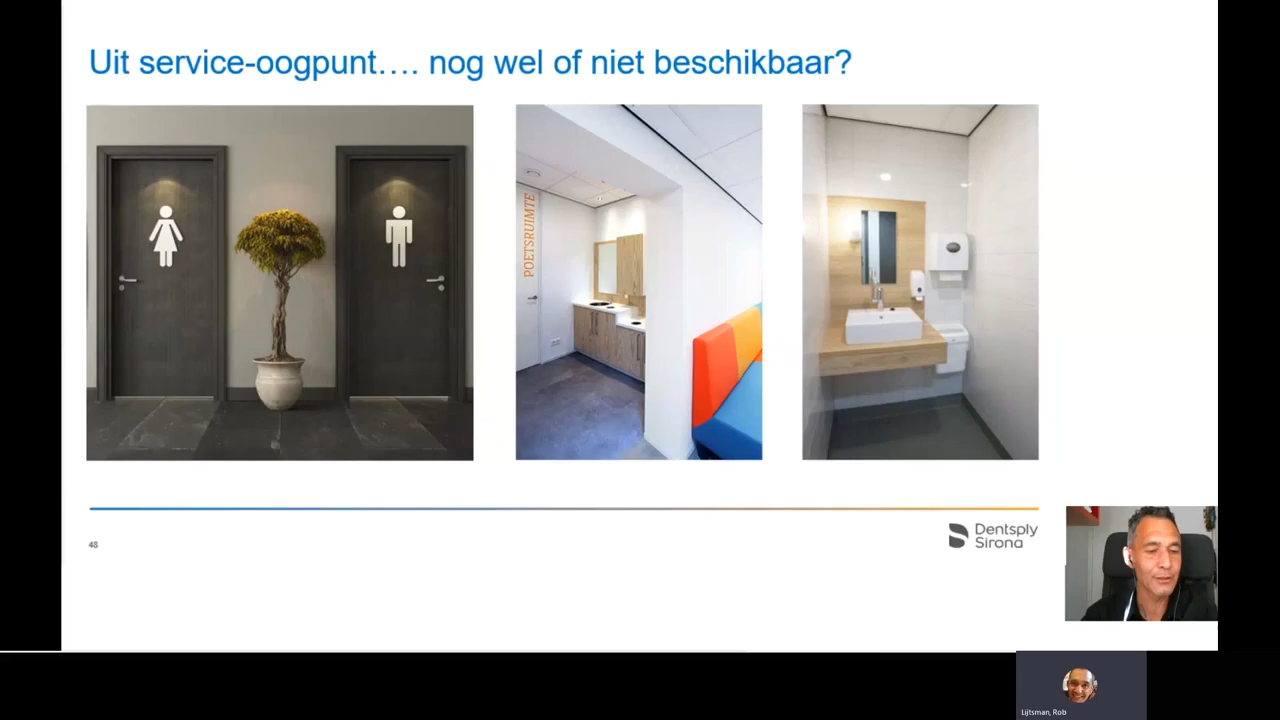 Uit service-oogpunt…. nog wel of niet beschikbaar?
POETSRUIMTE
48
Dentsply
Sirona
Lijtsman, Rob